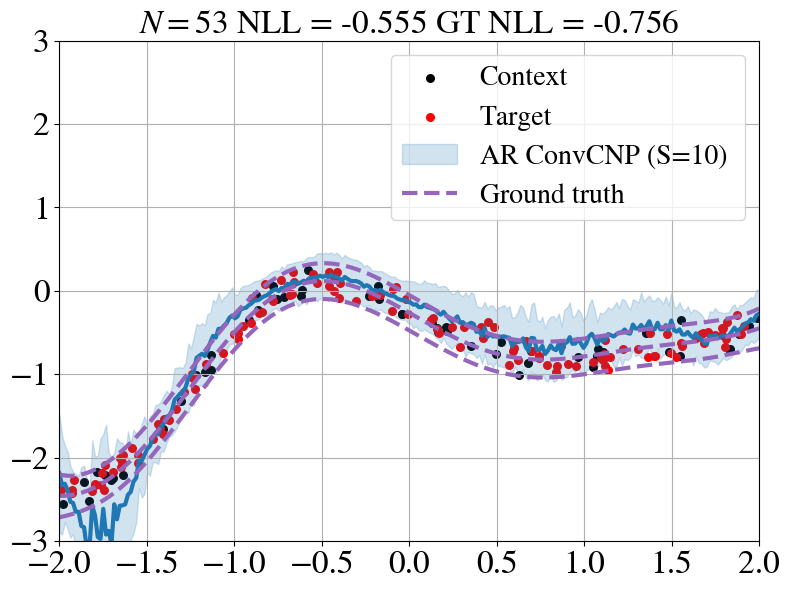 N = 53 NLL = -0.555 GT NLL = -0.756
3
2
1
0
−1
−2
−3
Context
Target
AR ConvCNP (S=10)
Ground truth
−2.0 −1.5 −1.0 −0.5 0.0 0.5 1.0 1.5 2.0